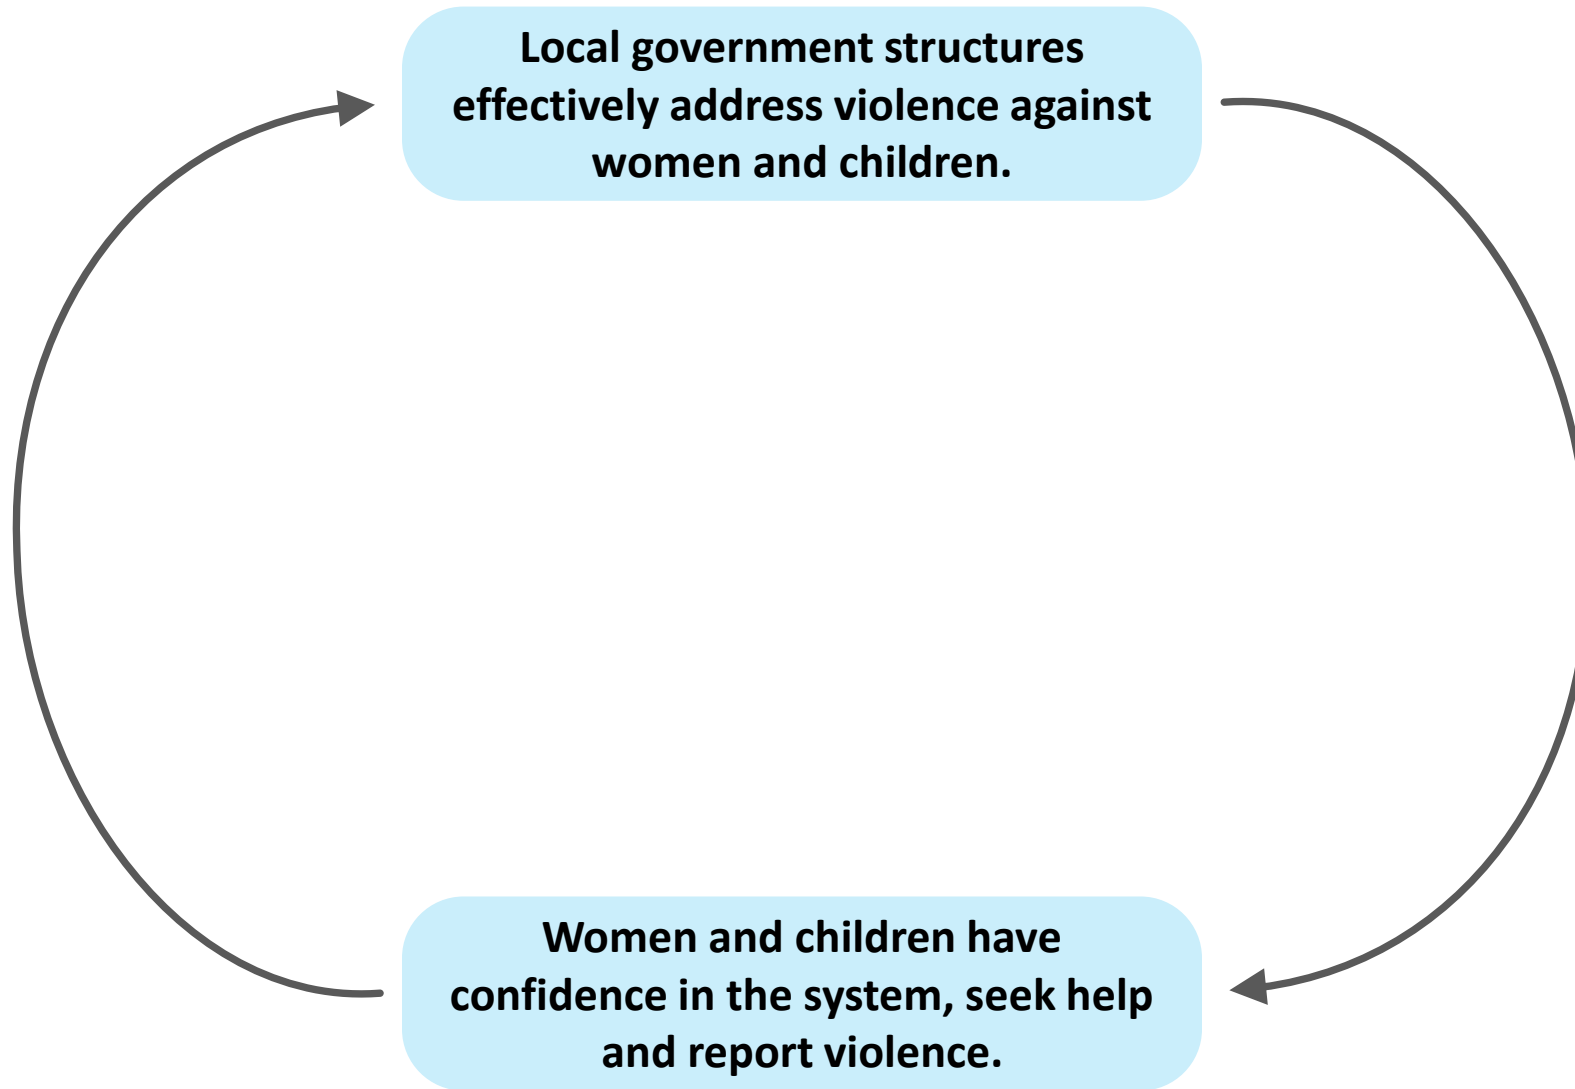 Local government structures
effectively address violence against
women and children.
Women and children have
confidence in the system, seek help
and report violence.